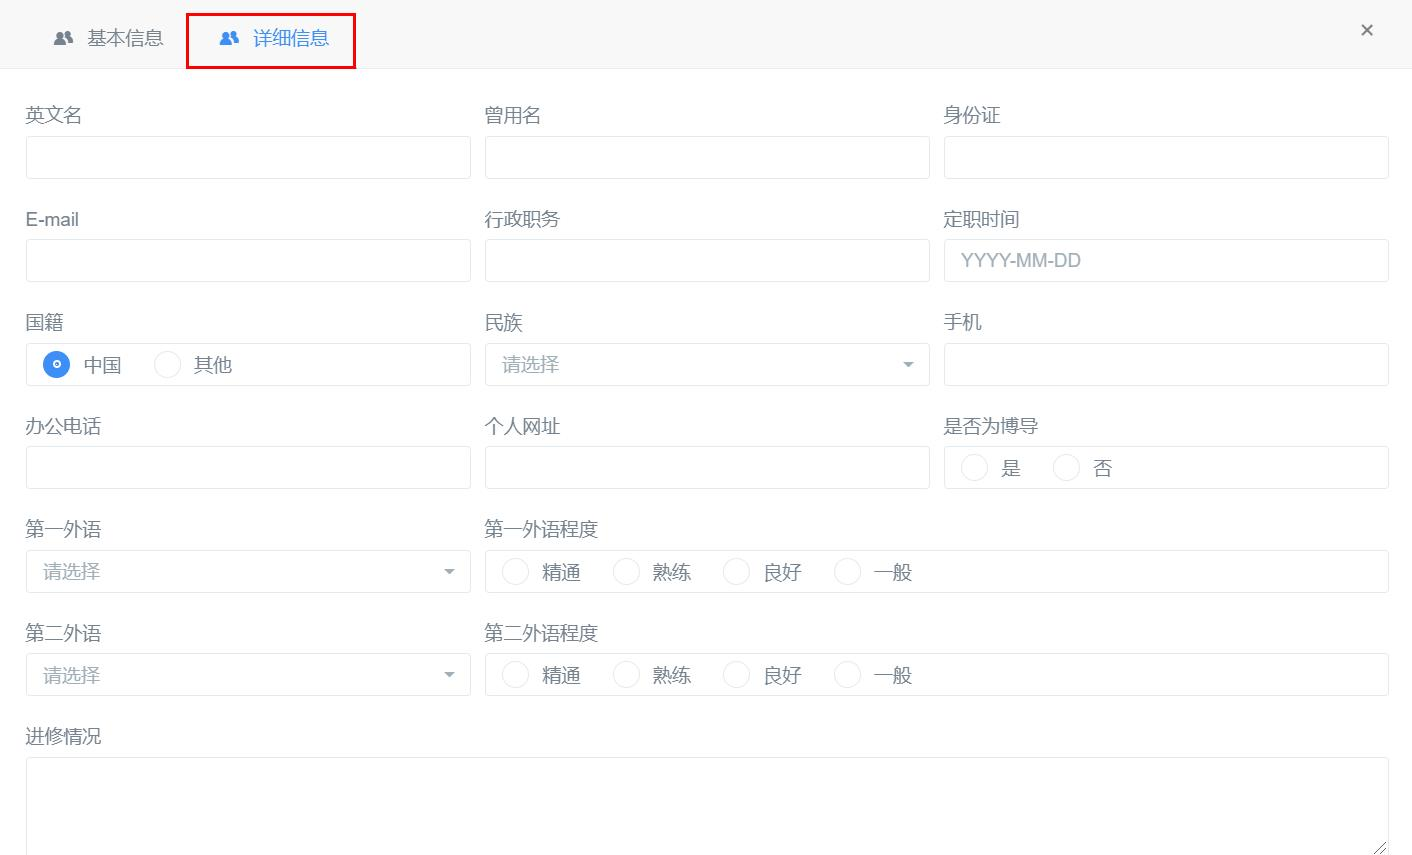 基本信息 详细信息
英文名 曾用名 身份证
E-mail 行政职务 定职时间
YYYY-MM-DD
国籍 民族 手机
中国 其他 请选择
办公电话 个人网址 是否为博导
是 否
第一外语 第一外语程度
请选择 精通 熟练 良好 一般
第二外语 第二外语程度
请选择 精通 熟练 良好 一般
进修情况